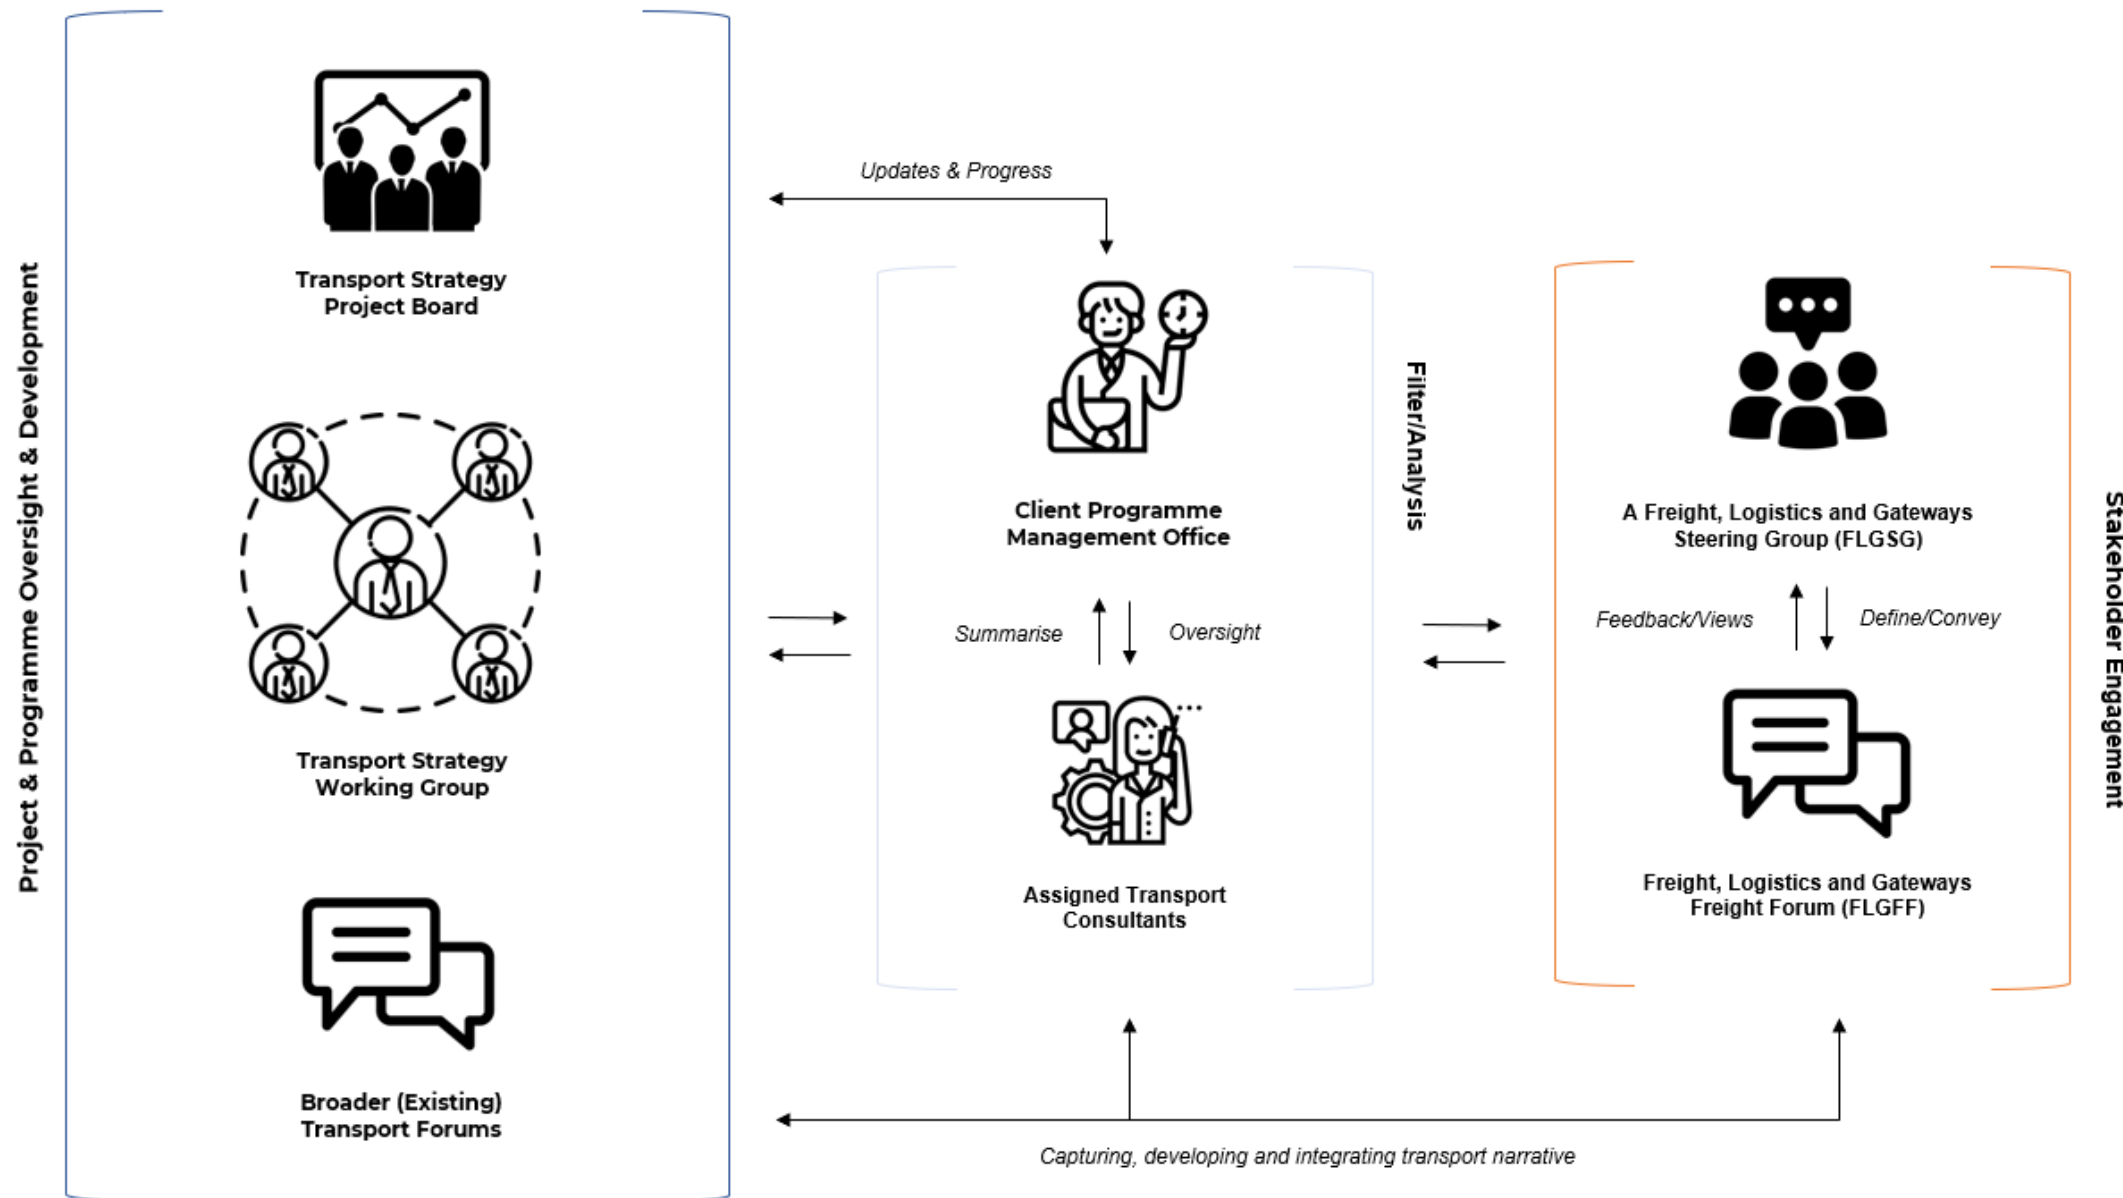 Project & Programme Oversight & Development
Transport Strategy
Project Board
Transport Strategy
Working Group
Broader (Existing)
Transport Forums
Updates & Progress
Client Programme
Management Office
Summarise
Oversight
Assigned Transport
Consultants
Filter/Analysis
A Freight, Logistics and Gateways
Steering Group (FLGSG)
Feedback/Views
Define/Convey
Freight, Logistics and Gateways
Freight Forum (FLGFF)
Stakeholder Engagement
Capturing, developing and integrating transport narrative